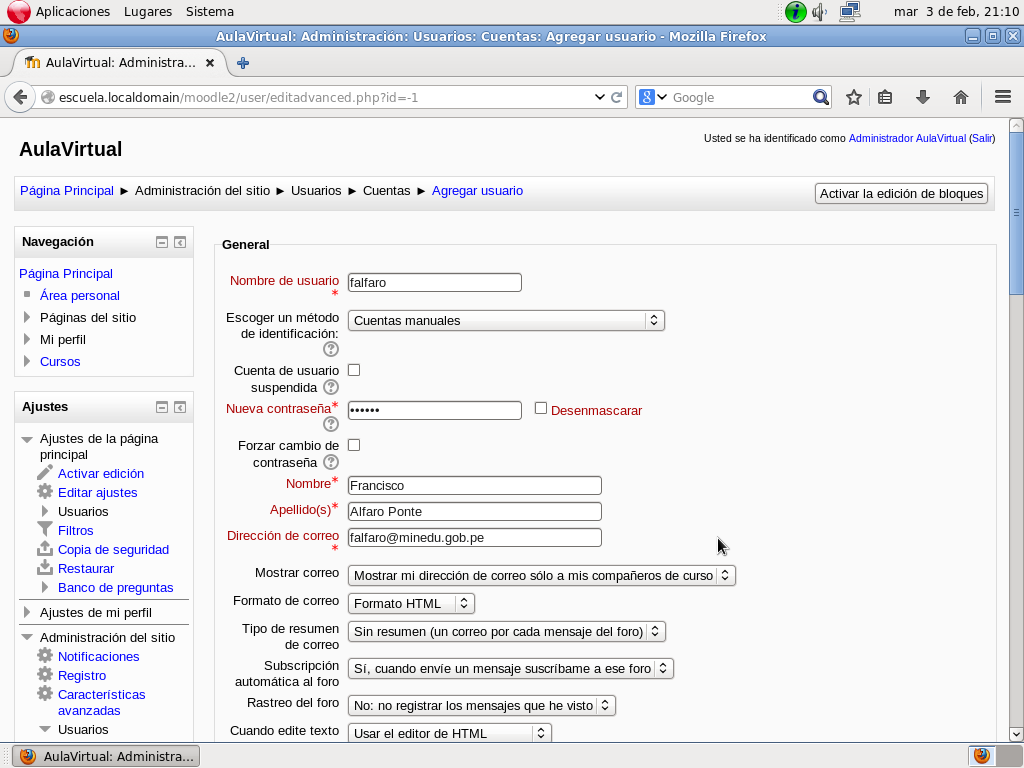 Aplicaciones Lugares Sistema mar 3 de feb, 21:10
AulaVirtual: Administración: Usuarios: Cuentas: Agregar usuario - Mozilla Firefox
AulaVirtual: Administra...
escuela.localdomain/moodle2/user/editadvanced.php?id=-1
Google
Usted se ha identificado como Administrador AulaVirtual (Salir)
AulaVirtual
Página Principal ► Administración del sitio ► Usuarios ► Cuentas ► Agregar usuario
Activar la edición de bloques
Navegación
Página Principal
Área personal
Páginas del sitio
Mi perfil
Cursos
Ajustes
Ajustes de la página
principal
Activar edición
Editar ajustes
Usuarios
Filtros
Copia de seguridad
Restaurar
Banco de preguntas
Ajustes de mi perfil
Administración del sitio
Notificaciones
Registro
Características
avanzadas
Usuarios
General
Nombre de usuario
* falfaro
Escoger un método
de identificación: Cuentas manuales
Cuenta de usuario
suspendida
Nueva contraseña* •••••• Desenmascarar
Forzar cambio de
contraseña
Nombre* Francisco
Apellido(s)* Alfaro Ponte
Dirección de correo
* falfaro@minedu.gob.pe
Mostrar correo Mostrar mi dirección de correo sólo a mis compañeros de curso
Formato de correo Formato HTML
Tipo de resumen
de correo Sin resumen (un correo por cada mensaje del foro)
Subscripción
automática al foro Sí, cuando envíe un mensaje suscríbame a ese foro
Rastreo del foro No: no registrar los mensajes que he visto
Cuando edite texto Usar el editor de HTML
AulaVirtual: Administra...